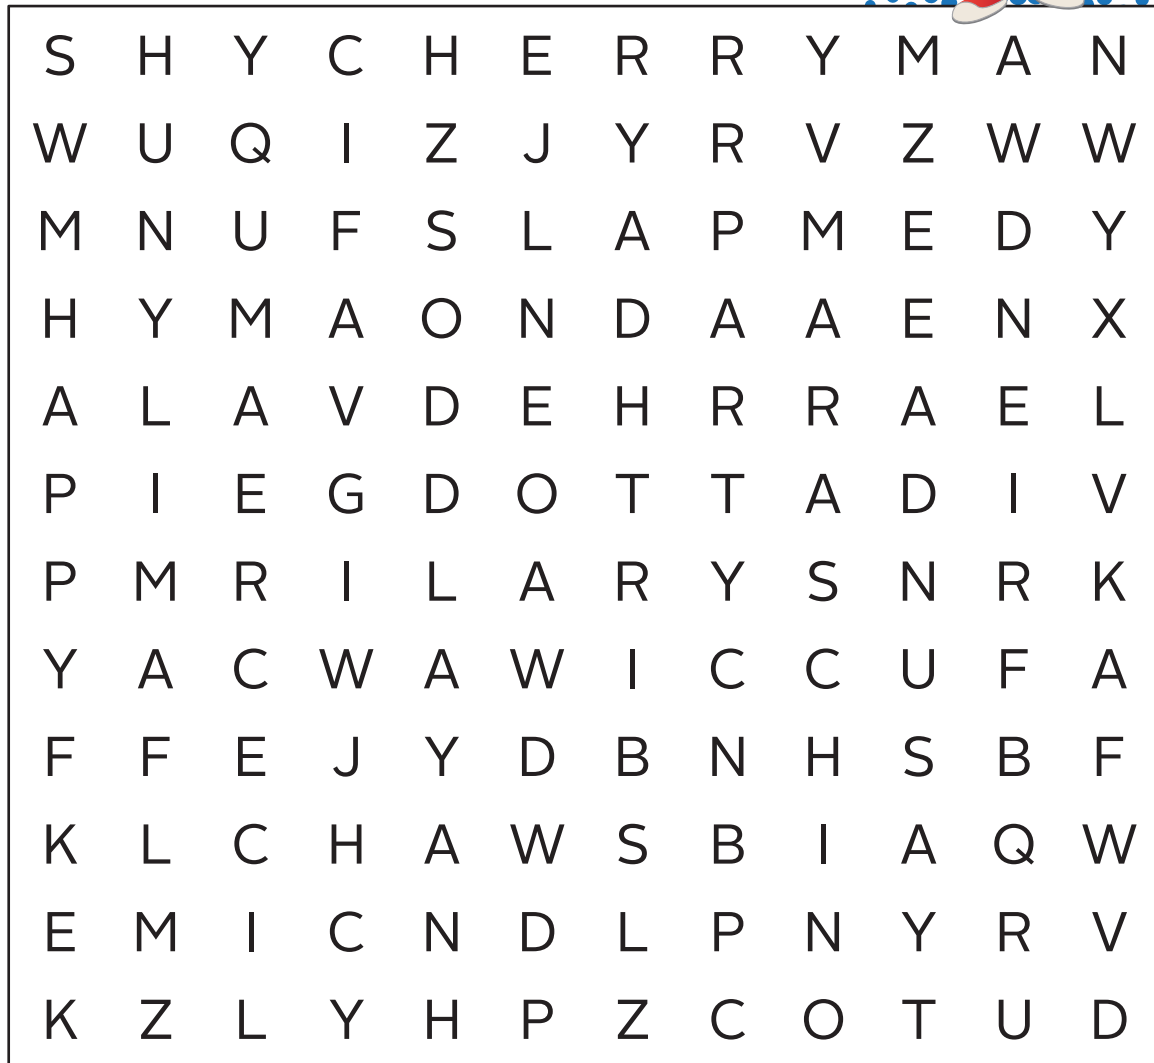 S H Y C H E R R Y M A N
W U Q I Z J Y R V Z W W
M N U F S L A P M E D Y
H Y M A O N D A A E N X
A L A V D E H R R A E L
P I E G D O T T A D I V
P M R I L A R Y S N R K
Y A C W A W I C C U F A
F F E J Y D B N H S B F
K L C H A W S B I A Q W
E M I C N D L P N Y R V
K Z L Y H P Z C O T U D